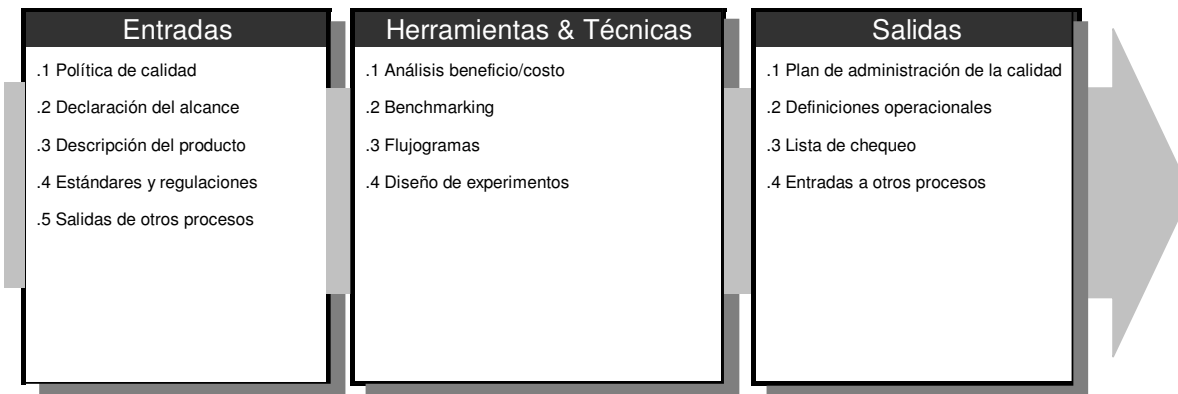 Entradas
.1 Política de calidad
.2 Declaración del alcance
.3 Descripción del producto
.4 Estándares y regulaciones
.5 Salidas de otros procesos
Herramientas & Técnicas
.1 Análisis beneficio/costo
.2 Benchmarking
.3 Flujogramas
.4 Diseño de experimentos
Salidas
.1 Plan de administración de la calidad
.2 Definiciones operacionales
.3 Lista de chequeo
.4 Entradas a otros procesos